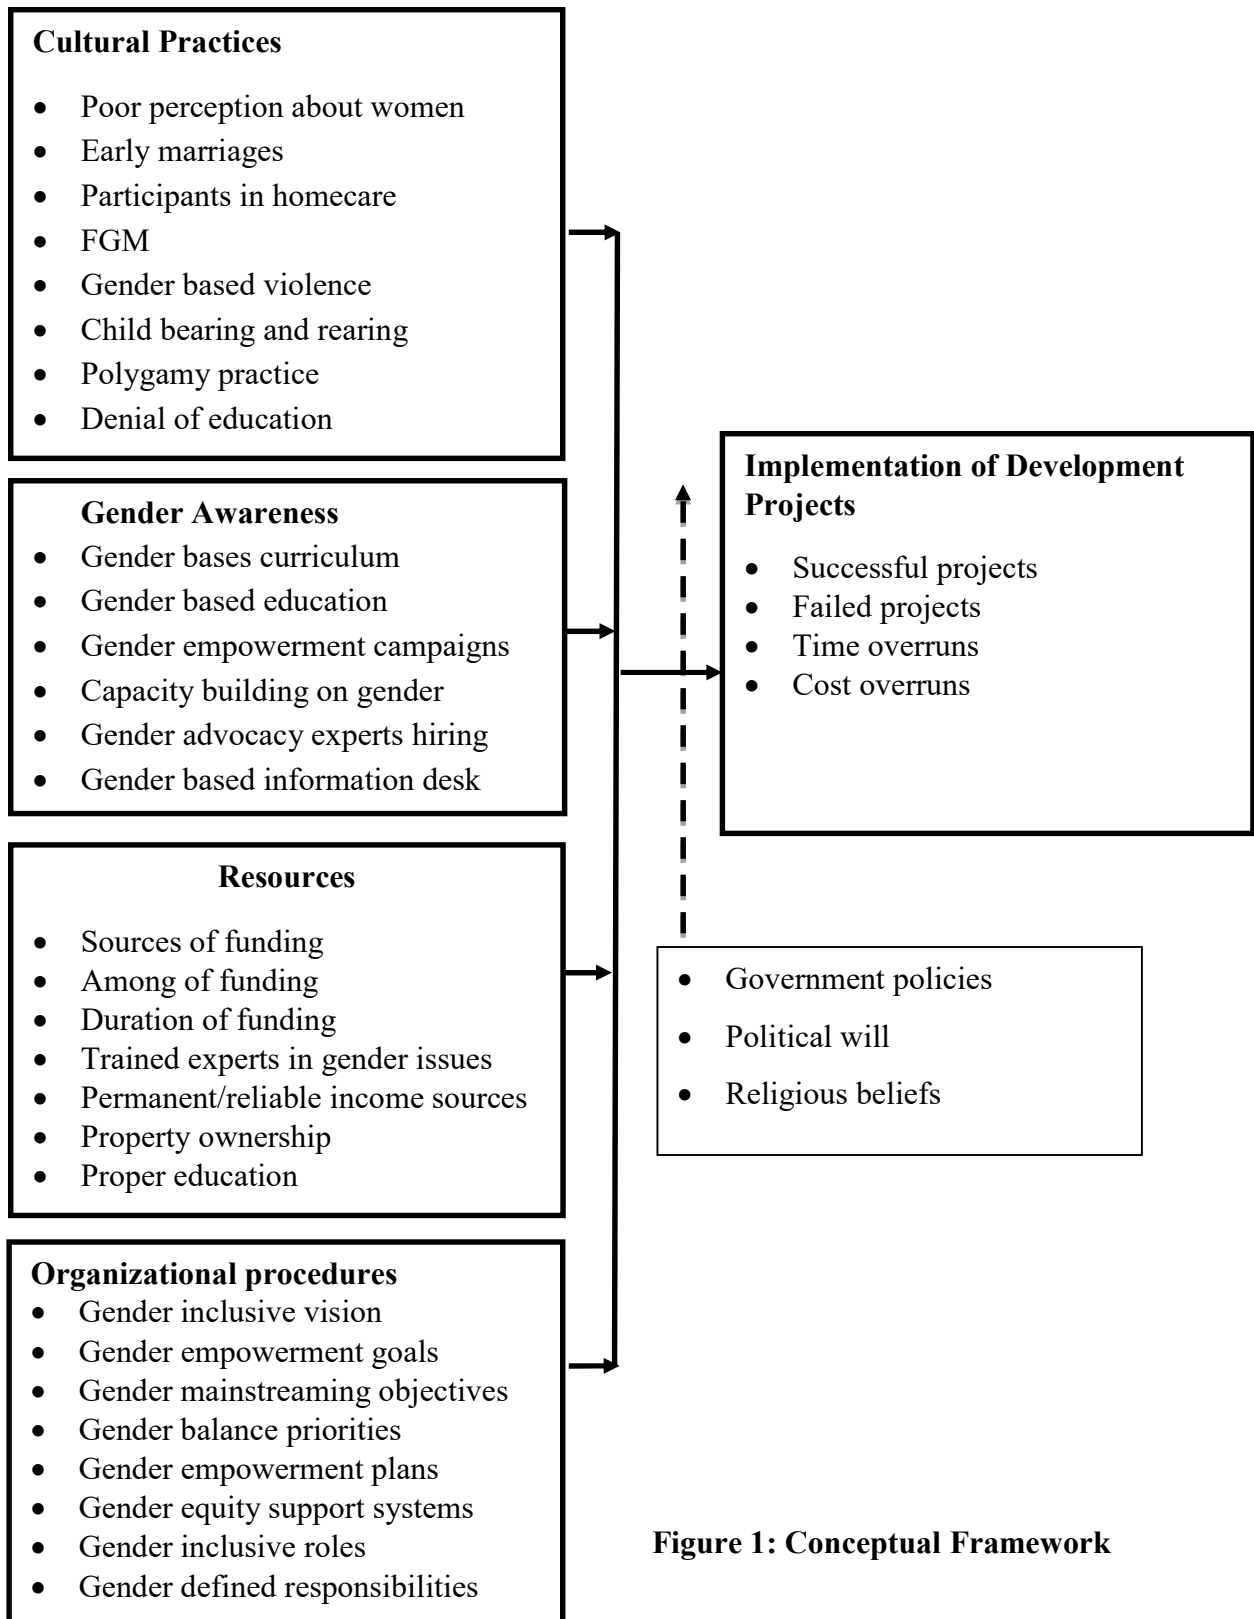 Cultural Practices
• Poor perception about women
• Early marriages
• Participants in homecare
• FGM
• Gender based violence
• Child bearing and rearing
• Polygamy practice
• Denial of education
Gender Awareness
• Gender bases curriculum
• Gender based education
• Gender empowerment campaigns
• Capacity building on gender
• Gender advocacy experts hiring
• Gender based information desk
Resources
• Sources of funding
• Among of funding
• Duration of funding
• Trained experts in gender issues
• Permanent/reliable income sources
• Property ownership
• Proper education
Organizational procedures
• Gender inclusive vision
• Gender empowerment goals
• Gender mainstreaming objectives
• Gender balance priorities
• Gender empowerment plans
• Gender equity support systems
• Gender inclusive roles
• Gender defined responsibilities
Implementation of Development
Projects
• Successful projects
• Failed projects
• Time overruns
• Cost overruns
• Government policies
• Political will
• Religious beliefs
Figure 1: Conceptual Framework